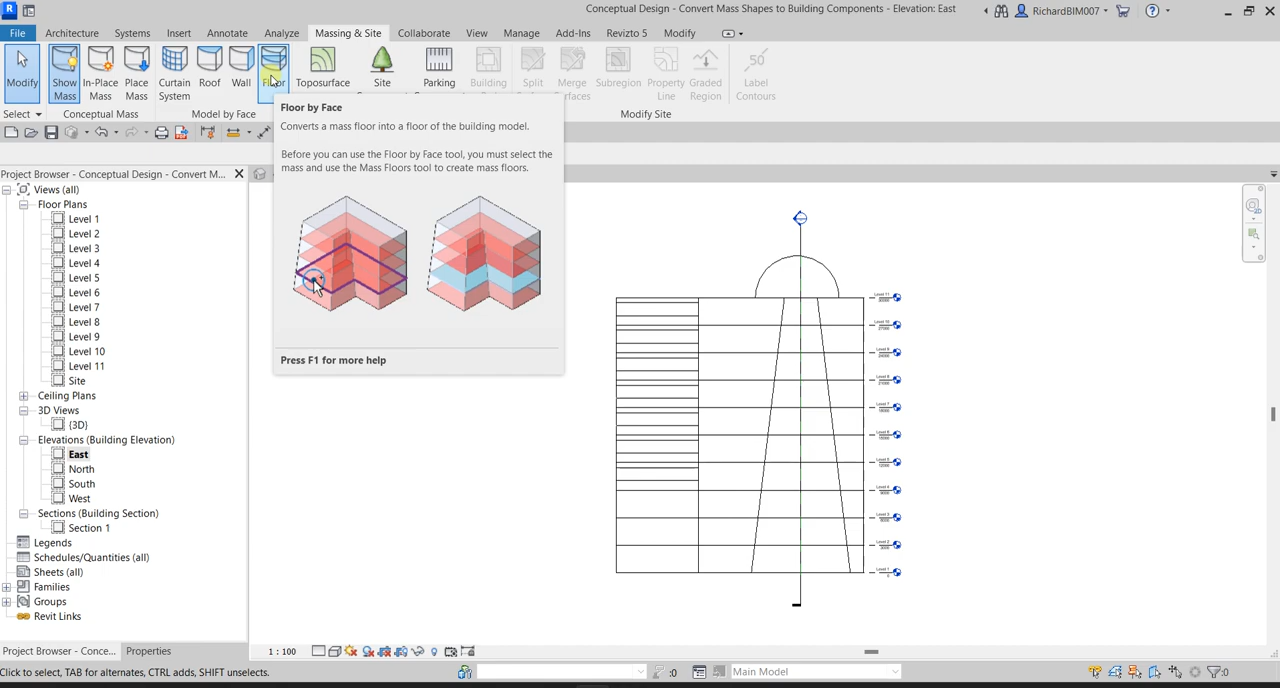 Conceptual Design - Convert Mass Shapes to Building Components - Elevation: East
RichardBIM007
File Architecture Systems Insert Annotate Analyze Massing & Site Collaborate View Manage Add-Ins Revizto 5 Modify
Modify
Show Mass
In-Place Mass
Place Mass
Curtain System
Roof
Wall
Toposurface
Site
Parking
Building
Split
Merge
Subregion
Property Line
Graded Region
50
Label Contours
Select
Conceptual Mass
Model by Face
Modify Site
Floor by Face
Converts a mass floor into a floor of the building model.
Before you can use the Floor by Face tool, you must select the
mass and use the Mass Floors tool to create mass floors.
Press F1 for more help
Project Browser - Conceptual Design - Convert M...
Views (all)
Floor Plans
Level 1
Level 2
Level 3
Level 4
Level 5
Level 6
Level 7
Level 8
Level 9
Level 10
Level 11
Site
Ceiling Plans
3D Views
{3D}
Elevations (Building Elevation)
East
North
South
West
Sections (Building Section)
Section 1
Legends
Schedules/Quantities (all)
Sheets (all)
Families
Groups
Revit Links
Project Browser - Conce...
Properties
1 : 100
Click to select, TAB for alternates, CTRL adds, SHIFT unselects.
:0
Main Model
:0